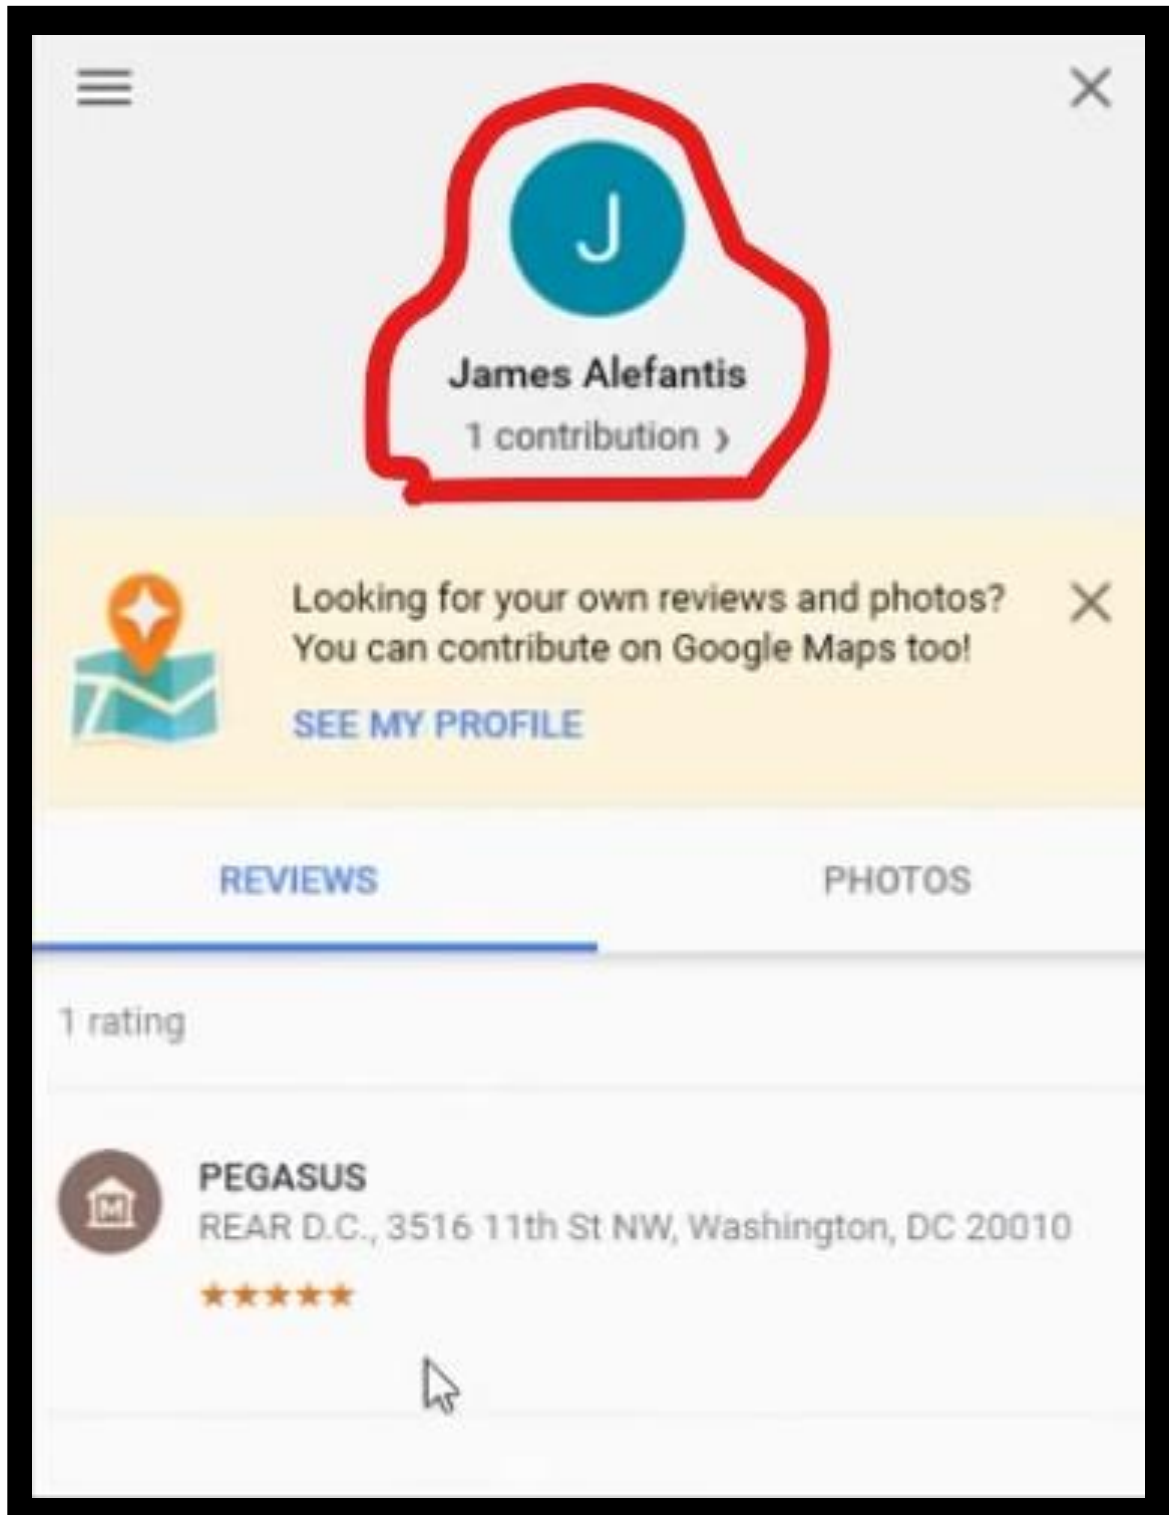 J
James Alefantis
1 contribution ›
Looking for your own reviews and photos?
You can contribute on Google Maps too!
SEE MY PROFILE
REVIEWS PHOTOS
1 rating
M
PEGASUS
REAR D.C., 3516 11th St NW, Washington, DC 20010
★★★★★